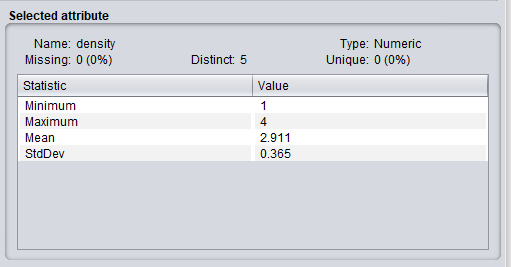 Selected attribute
Name: density Type: Numeric
Missing: 0 (0%) Distinct: 5 Unique: 0 (0%)
Statistic Value
Minimum 1
Maximum 4
Mean 2.911
StdDev 0.365